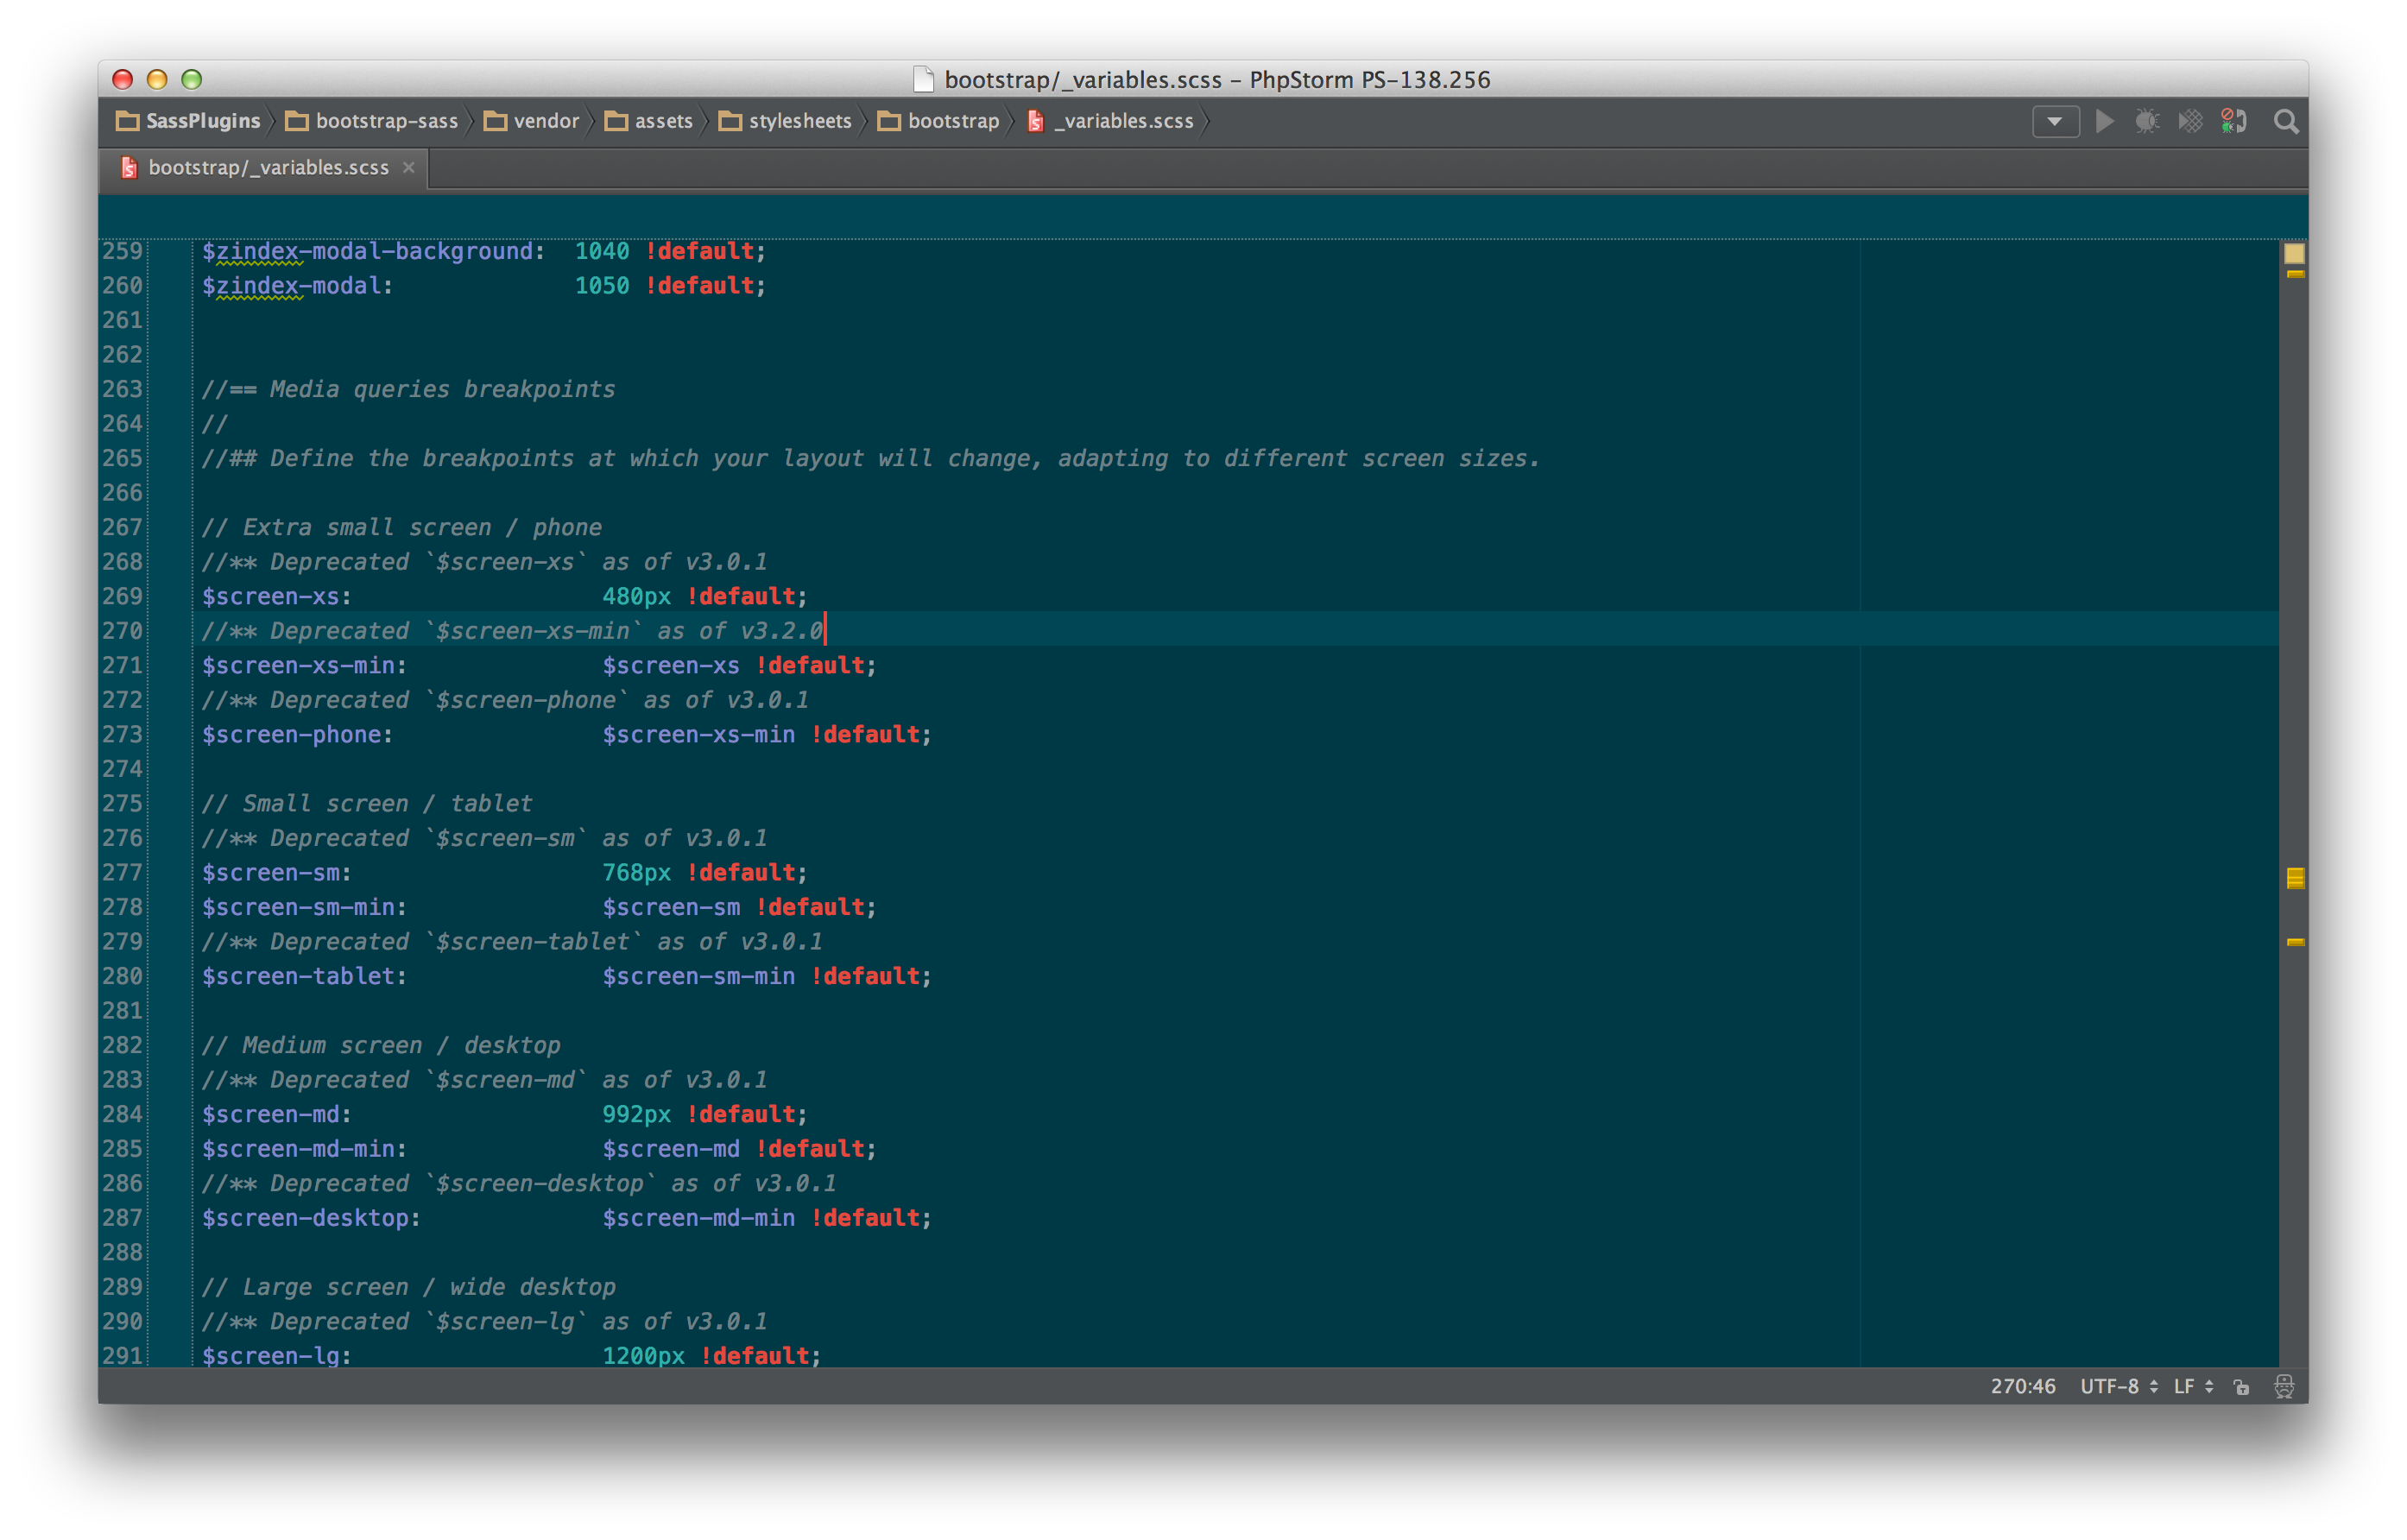 bootstrap/_variables.scss – PhpStorm PS-138.256
SassPlugins bootstrap-sass vendor assets stylesheets bootstrap _variables.scss
bootstrap/_variables.scss
259 $zindex-modal-background:  1040 !default;
260 $zindex-modal:             1050 !default;
261
262
263 //== Media queries breakpoints
264 //
265 //## Define the breakpoints at which your layout will change, adapting to different screen sizes.
266
267 // Extra small screen / phone
268 //** Deprecated `$screen-xs` as of v3.0.1
269 $screen-xs:                  480px !default;
270 //** Deprecated `$screen-xs-min` as of v3.2.0
271 $screen-xs-min:              $screen-xs !default;
272 //** Deprecated `$screen-phone` as of v3.0.1
273 $screen-phone:               $screen-xs-min !default;
274
275 // Small screen / tablet
276 //** Deprecated `$screen-sm` as of v3.0.1
277 $screen-sm:                  768px !default;
278 $screen-sm-min:              $screen-sm !default;
279 //** Deprecated `$screen-tablet` as of v3.0.1
280 $screen-tablet:              $screen-sm-min !default;
281
282 // Medium screen / desktop
283 //** Deprecated `$screen-md` as of v3.0.1
284 $screen-md:                  992px !default;
285 $screen-md-min:              $screen-md !default;
286 //** Deprecated `$screen-desktop` as of v3.0.1
287 $screen-desktop:             $screen-md-min !default;
288
289 // Large screen / wide desktop
290 //** Deprecated `$screen-lg` as of v3.0.1
291 $screen-lg:                  1200px !default;
270:46 UTF-8 LF